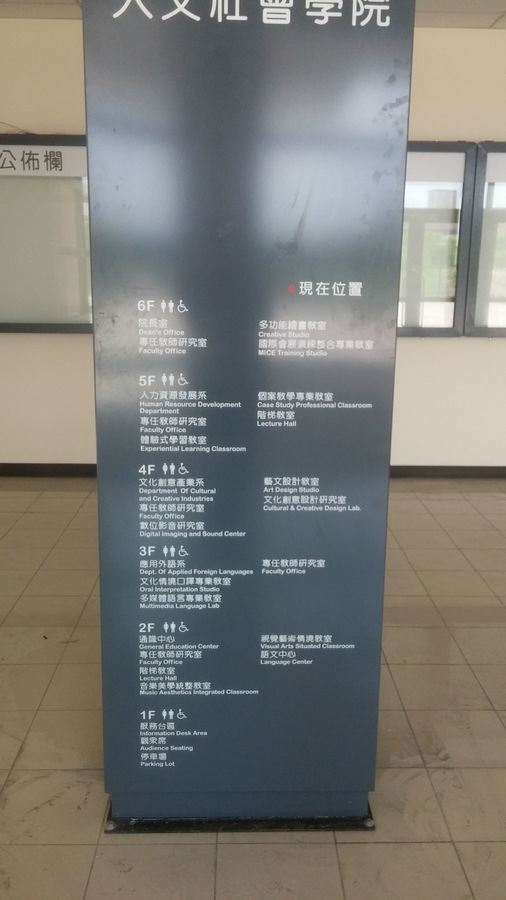 人文社會學院
公佈欄
現在位置
6F
院長室
Dean's Office
專任教師研究室
Faculty Office
多功能繪畫教室
Creative Studio
國際會展演練整合專業教室
MICE Training Studio
5F
人力資源發展系
Human Resource Development
Department
專任教師研究室
Faculty Office
體驗式學習教室
Experiential Learning Classroom
個案教學專業教室
Case Study Professional Classroom
階梯教室
Lecture Hall
4F
文化創意產業系
Department Of Cultural
and Creative Industries
專任教師研究室
Faculty Office
數位影音研究室
Digital Imaging and Sound Center
藝文設計教室
Art Design Studio
文化創意設計研究室
Cultural & Creative Design Lab.
3F
應用外語系
Dept. Of Applied Foreign Languages
文化情境口譯專業教室
Oral Interpretation Studio
多媒體語言專業教室
Multimedia Language Lab
專任教師研究室
Faculty Office
2F
通識中心
General Education Center
專任教師研究室
Faculty Office
階梯教室
Lecture Hall
音樂美學統整教室
Music Aesthetics Integrated Classroom
視覺藝術情境教室
Visual Arts Situated Classroom
語文中心
Language Center
1F
服務台區
Information Desk Area
觀眾席
Audience Seating
停車場
Parking Lot